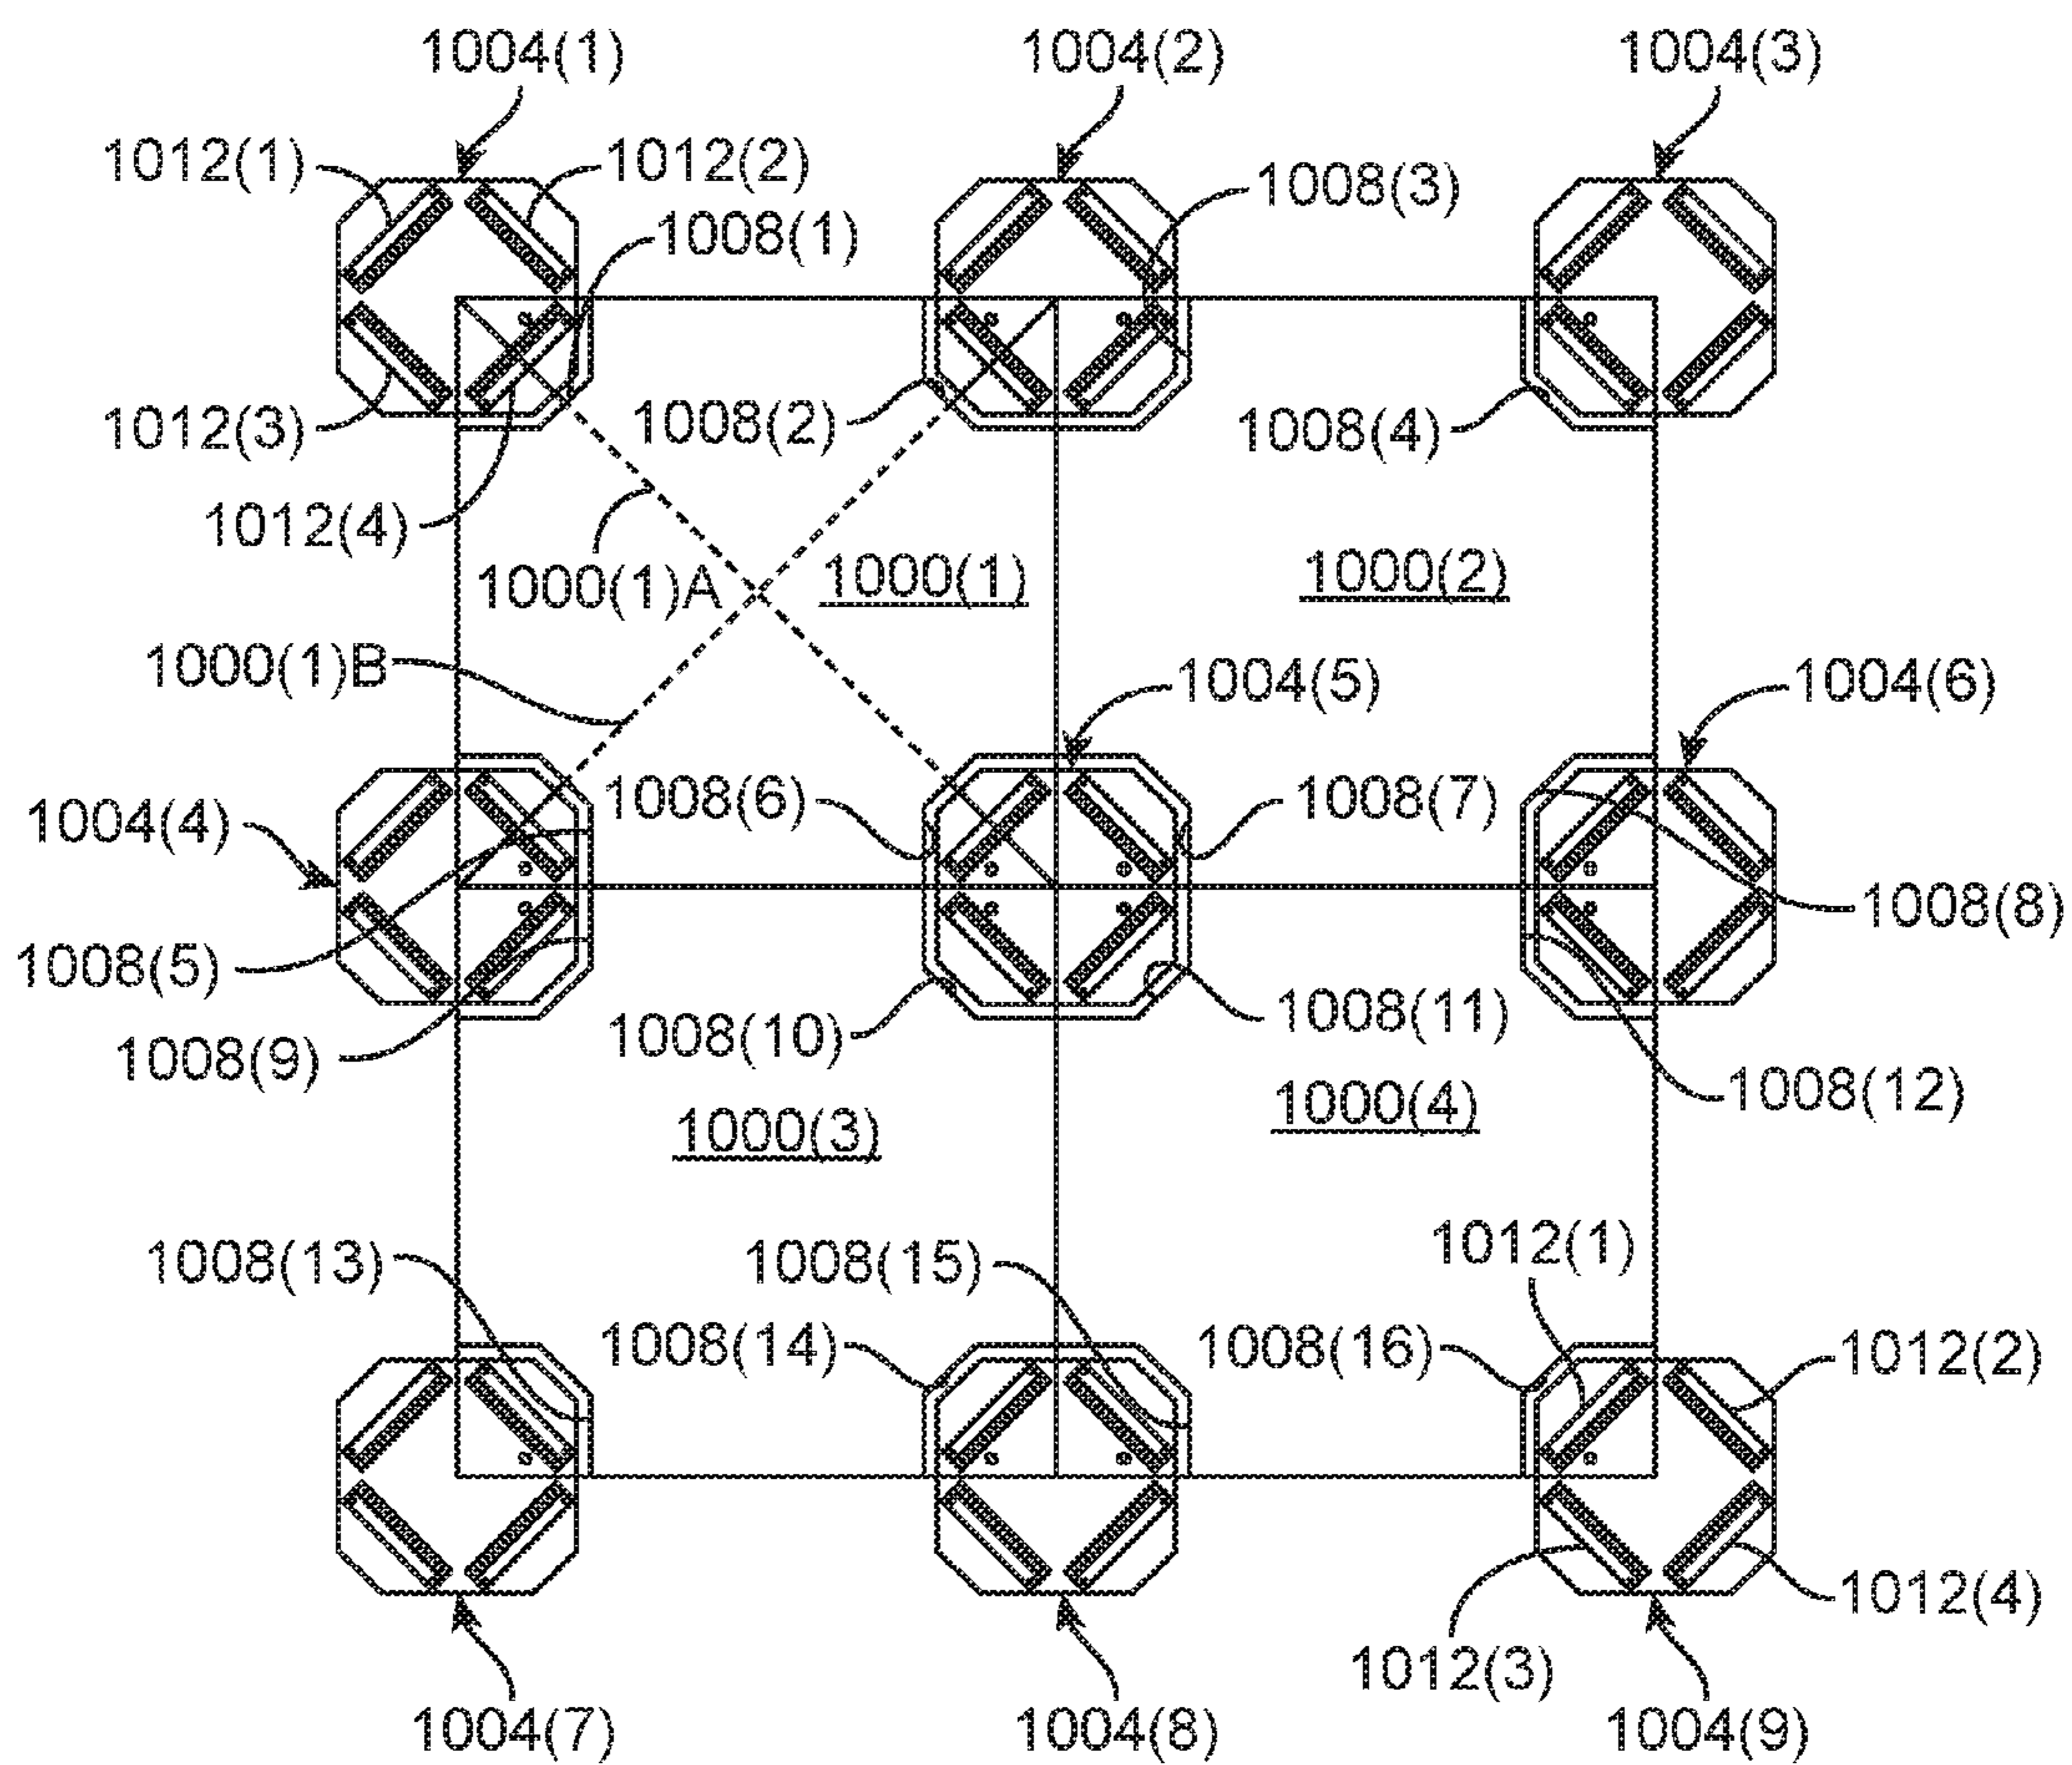 1004(1) 1004(2) 1004(3)
1012(1) 1012(2) 1008(3)
1008(1)
1012(3) 1008(2) 1008(4)
1012(4)
1000(1)A 1000(1) 1000(2)
1000(1)B 1004(5) 1004(6)
1004(4) 1008(6) 1008(7)
1008(8)
1008(5)
1008(9) 1008(10) 1008(11)
1008(12)
1000(3) 1000(4)
1008(13) 1008(15) 1012(1)
1008(14) 1008(16) 1012(2)
1012(4)
1012(3)
1004(7) 1004(8) 1004(9)